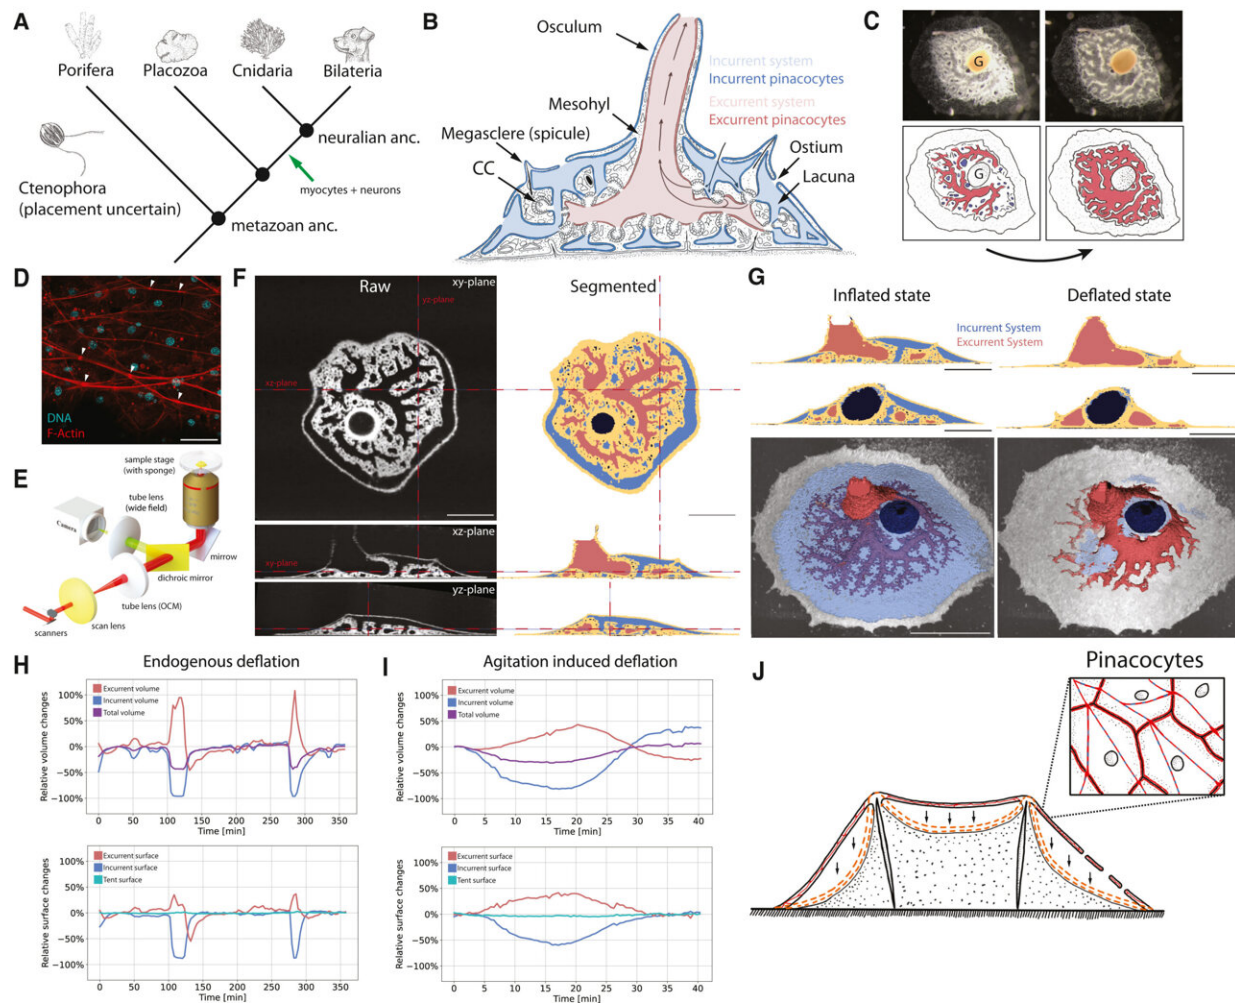 A
Porifera
Placozoa
Cnidaria
Bilateria
neuralian anc.
myocytes + neurons
Ctenophora
(placement uncertain)
metazoan anc.
B
Osculum
Incurrent system
Incurrent pinacocytes
Mesohyl
Excurrent system
Excurrent pinacocytes
Megasclere (spicule)
Ostium
CC
Lacuna
C
G
G
D
DNA
F-Actin
E
sample stage
(with sponge)
tube lens
(wide field)
Camera
mirrow
dichroic mirror
tube lens (OCM)
scan lens
scanners
F
Raw
xy-plane
yz-plane
Segmented
xz-plane
xz-plane
xy-plane
yz-plane
G
Inflated state
Deflated state
Incurrent System
Excurrent System
H
Endogenous deflation
Relative volume changes
100%
50%
0%
−50%
−100%
Excurrent volume
Incurrent volume
Total volume
0 50 100 150 200 250 300 350
Time [min]
Relative surface changes
100%
50%
0%
−50%
−100%
Excurrent surface
Incurrent surface
Tent surface
0 50 100 150 200 250 300 350
Time [min]
I
Agitation induced deflation
Relative volume changes
100%
50%
0%
−50%
−100%
Excurrent volume
Incurrent volume
Total volume
0 5 10 15 20 25 30 35 40
Time [min]
Relative surface changes
100%
50%
0%
−50%
−100%
Excurrent surface
Incurrent surface
Tent surface
0 5 10 15 20 25 30 35 40
Time [min]
J
Pinacocytes